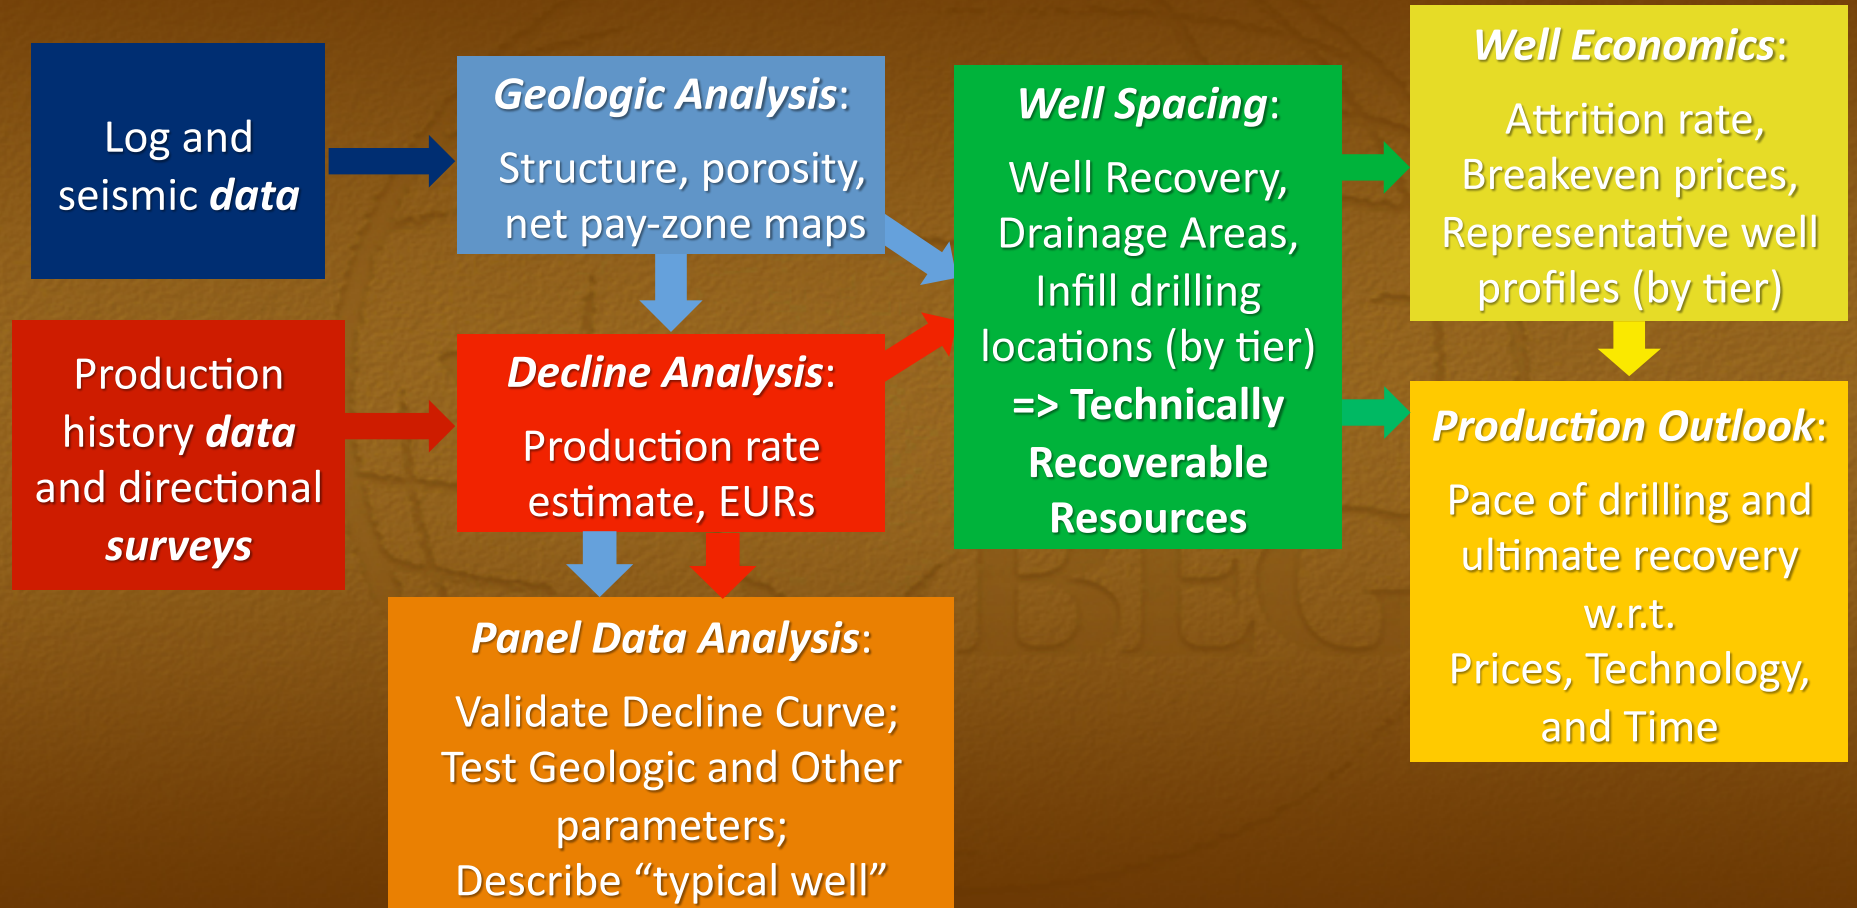 Log and
seismic data
Production
history data
and directional
surveys
Geologic Analysis:
Structure, porosity,
net pay-zone maps
Decline Analysis:
Production rate
estimate, EURs
Panel Data Analysis:
Validate Decline Curve;
Test Geologic and Other
parameters;
Describe “typical well”
Well Spacing:
Well Recovery,
Drainage Areas,
Infill drilling
locations (by tier)
=> Technically
Recoverable
Resources
Well Economics:
Attrition rate,
Breakeven prices,
Representative well
profiles (by tier)
Production Outlook:
Pace of drilling and
ultimate recovery
w.r.t.
Prices, Technology,
and Time
BEG